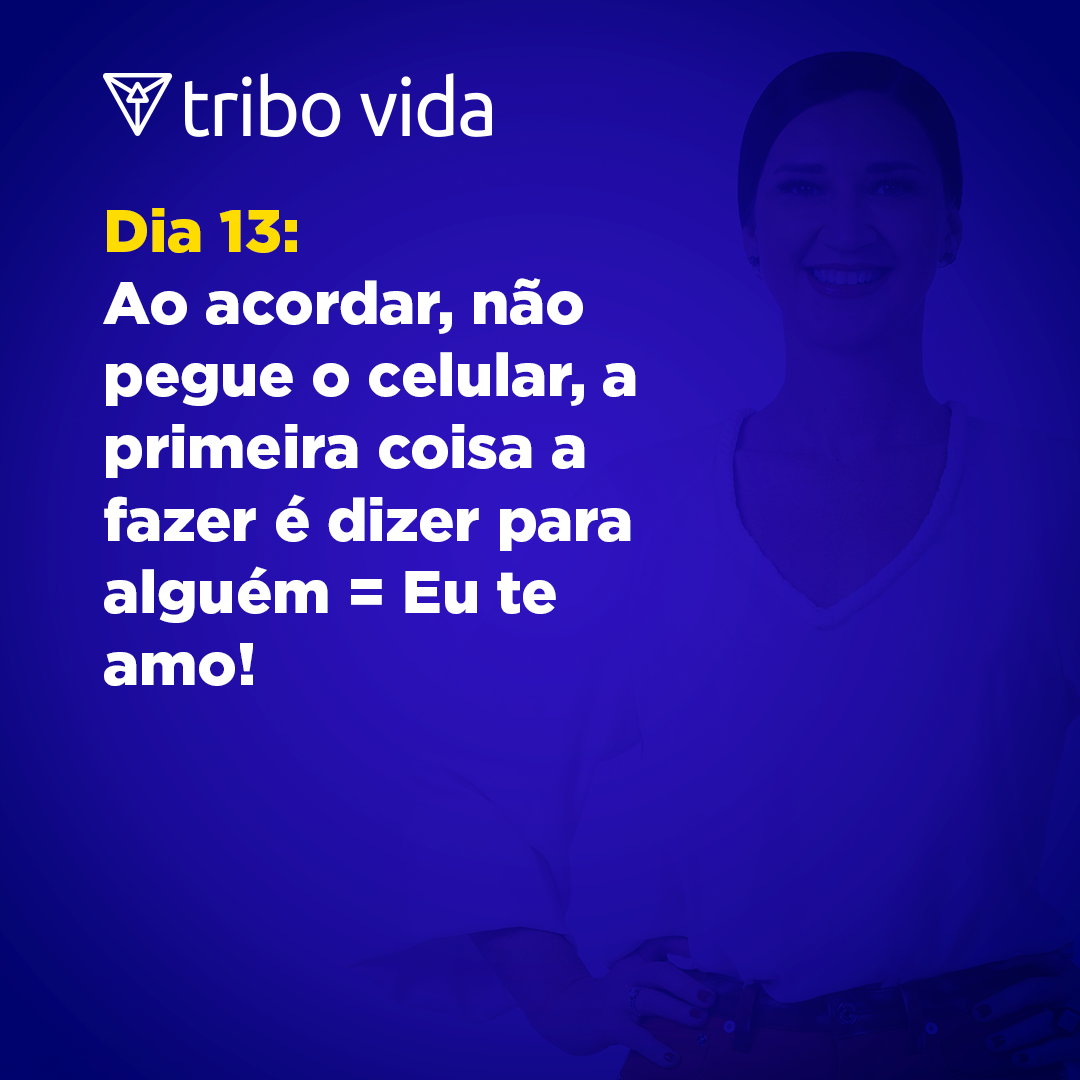 tribo vida
Dia 13:
Ao acordar, não
pegue o celular, a
primeira coisa a
fazer é dizer para
alguém = Eu te
amo!